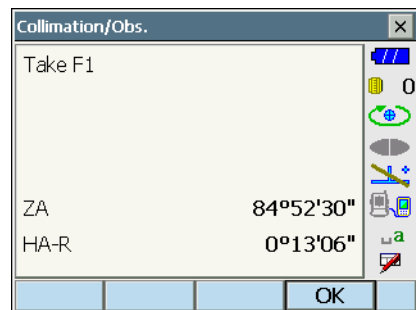 Collimation/Obs.
Take F1
0
ZA 84°52'30"
HA-R 0°13'06"
a
OK